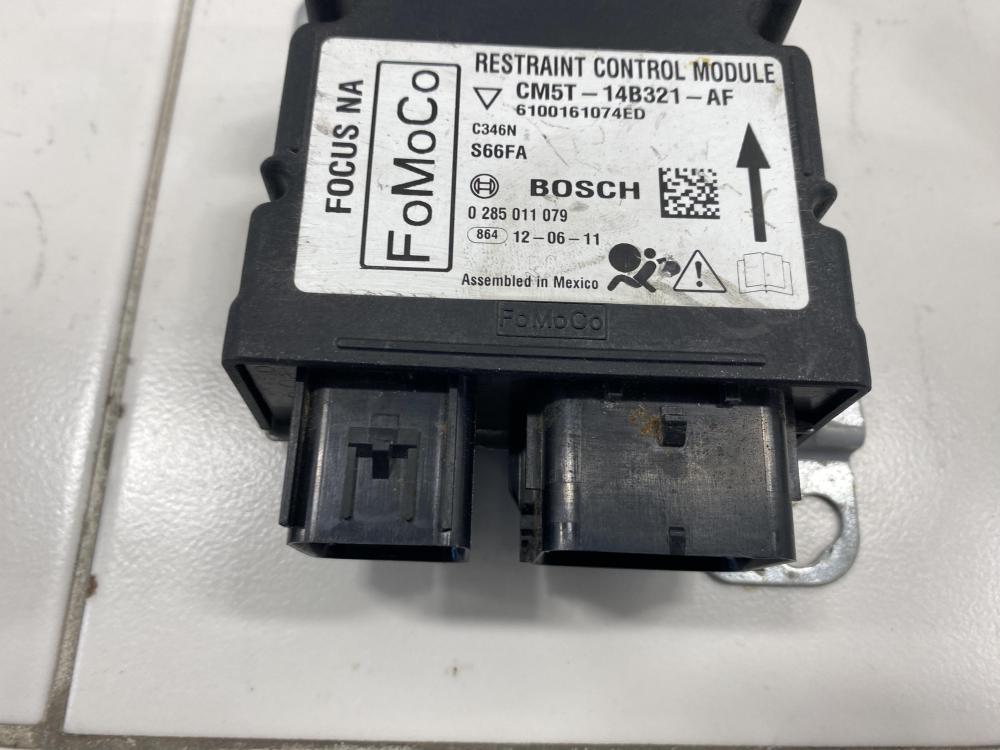 FOCUS NA
FoMoCo
RESTRAINT CONTROL MODULE
CM5T-14B321-AF
6100161074ED
C346N
S66FA
BOSCH
0 285 011 079
864 12-06-11
Assembled in Mexico
FoMoCo